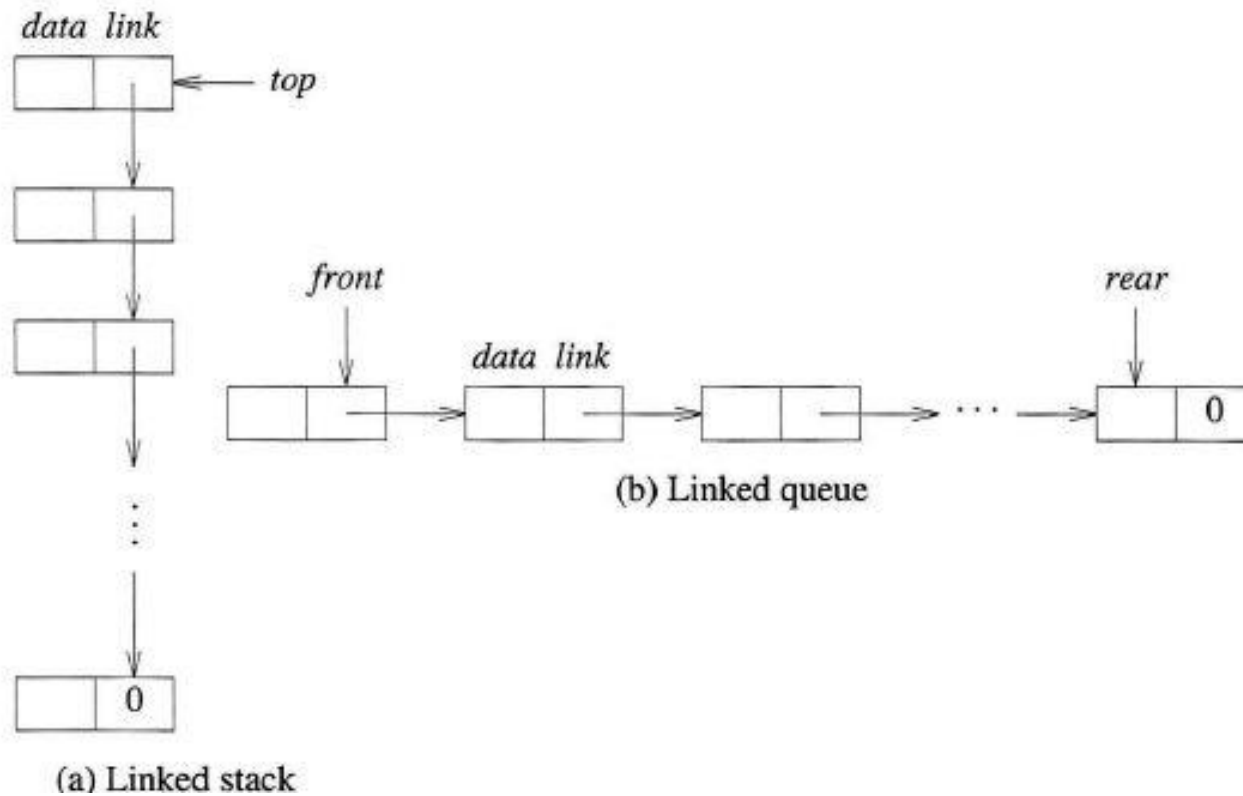 data link
top
front
rear
data link
. . .
0
(b) Linked queue
.
.
.
0
(a) Linked stack